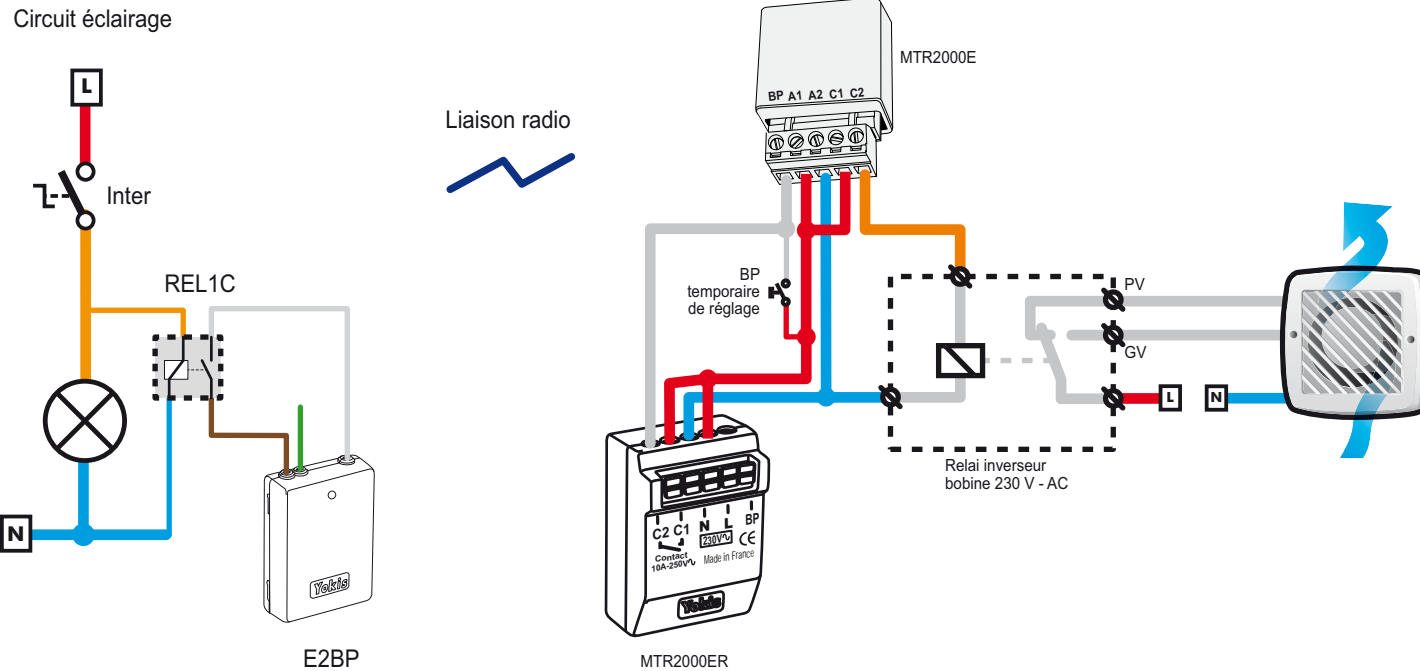 Circuit éclairage
L
Inter
REL1C
N
Yokis
E2BP
Liaison radio
MTR2000E
BP A1 A2 C1 C2
BP
temporaire
de réglage
PV
GV
L
N
Relai inverseur
bobine 230 V - AC
C2 C1 N L BP
230V~
CE
Contact
10A-250V~
Made in France
Yokis
MTR2000ER